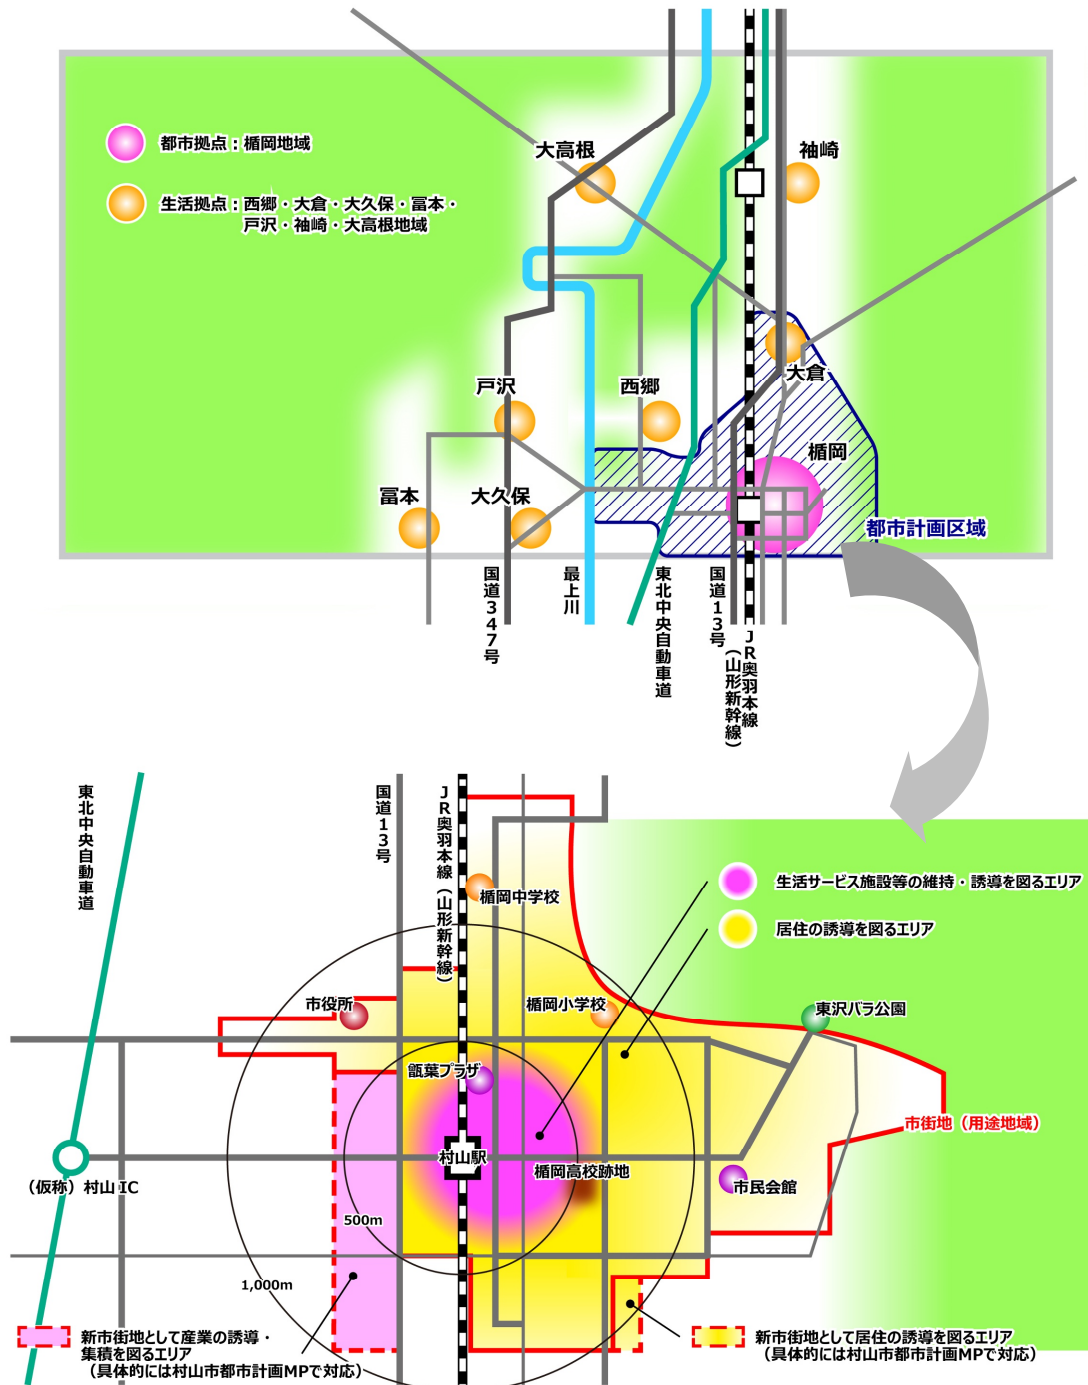 都市拠点：楯岡地域
生活拠点：西郷・大倉・大久保・冨本・
戸沢・袖崎・大高根地域
大高根
袖崎
大倉
戸沢
西郷
楯岡
冨本
大久保
都市計画区域
国道347号
最上川
東北中央自動車道
国道13号
JR奥羽本線
（山形新幹線）
東北中央自動車道
国道13号
JR奥羽本線（山形新幹線）
生活サービス施設等の維持・誘導を図るエリア
居住の誘導を図るエリア
楯岡中学校
市役所
楯岡小学校
東沢バラ公園
甑葉プラザ
市街地（用途地域）
村山駅
楯岡高校跡地
市民会館
（仮称）村山 IC
500m
1,000m
新市街地として産業の誘導・
集積を図るエリア
（具体的には村山市都市計画MPで対応）
新市街地として居住の誘導を図るエリア
（具体的には村山市都市計画MPで対応）